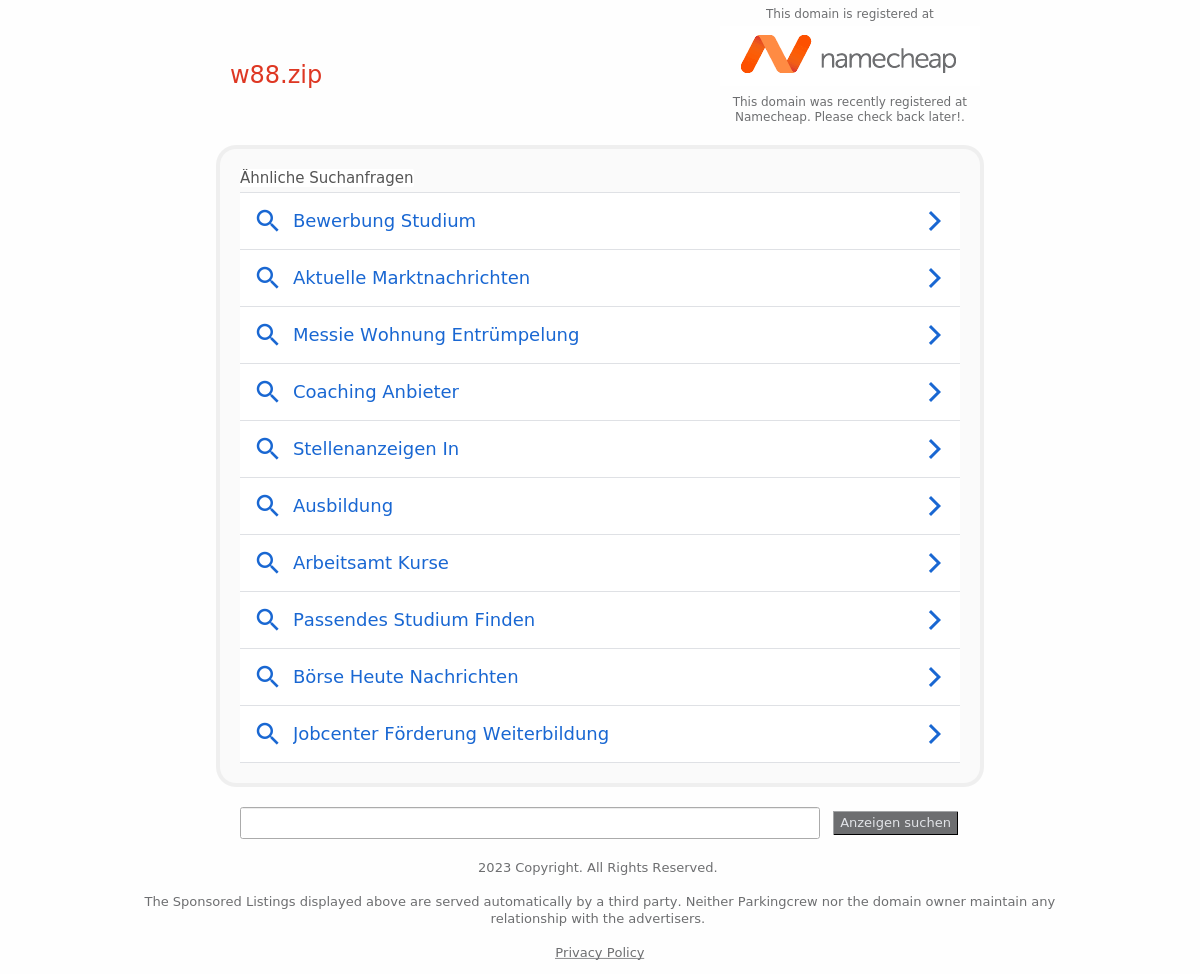 This domain is registered at
namecheap
w88.zip
This domain was recently registered at
Namecheap. Please check back later!.
Ähnliche Suchanfragen
Bewerbung Studium
Aktuelle Marktnachrichten
Messie Wohnung Entrümpelung
Coaching Anbieter
Stellenanzeigen In
Ausbildung
Arbeitsamt Kurse
Passendes Studium Finden
Börse Heute Nachrichten
Jobcenter Förderung Weiterbildung
Anzeigen suchen
2023 Copyright. All Rights Reserved.
The Sponsored Listings displayed above are served automatically by a third party. Neither Parkingcrew nor the domain owner maintain any
relationship with the advertisers.
Privacy Policy